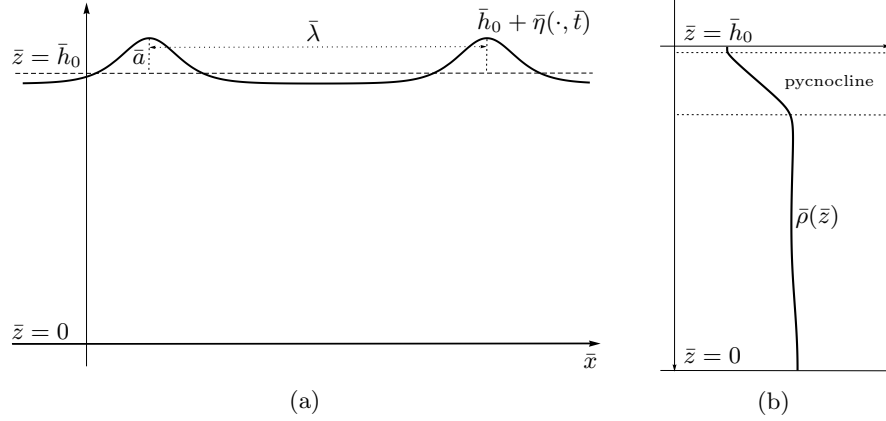 z̄ = h̄₀
ā
λ̄
h̄₀ + η̄(·, t̄)
z̄ = 0
x̄
(a)
z̄ = h̄₀
pycnocline
ρ̄(z̄)
z̄ = 0
(b)